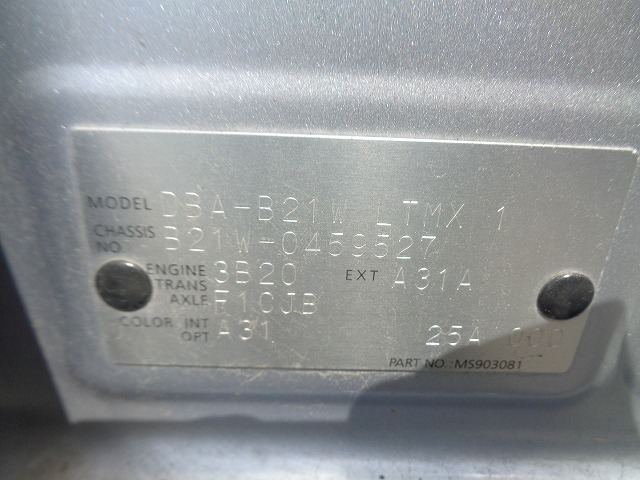 MODEL DBA-B21W LTMX 1
CHASSIS NO. B21W-0459527
ENGINE 3B20 EXT A31A
TRANS AXLE F1CJB
COLOR INT OPT A31 25A 000
PART NO.:MS903081